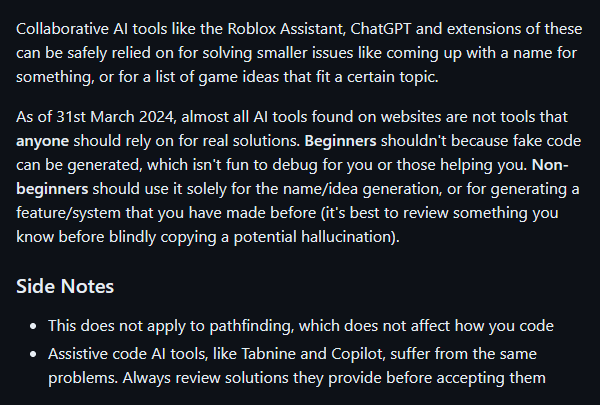 Collaborative AI tools like the Roblox Assistant, ChatGPT and extensions of these
can be safely relied on for solving smaller issues like coming up with a name for
something, or for a list of game ideas that fit a certain topic.
As of 31st March 2024, almost all AI tools found on websites are not tools that
anyone should rely on for real solutions. Beginners shouldn't because fake code
can be generated, which isn't fun to debug for you or those helping you. Non-
beginners should use it solely for the name/idea generation, or for generating a
feature/system that you have made before (it's best to review something you
know before blindly copying a potential hallucination).
Side Notes
• This does not apply to pathfinding, which does not affect how you code
• Assistive code AI tools, like Tabnine and Copilot, suffer from the same
problems. Always review solutions they provide before accepting them